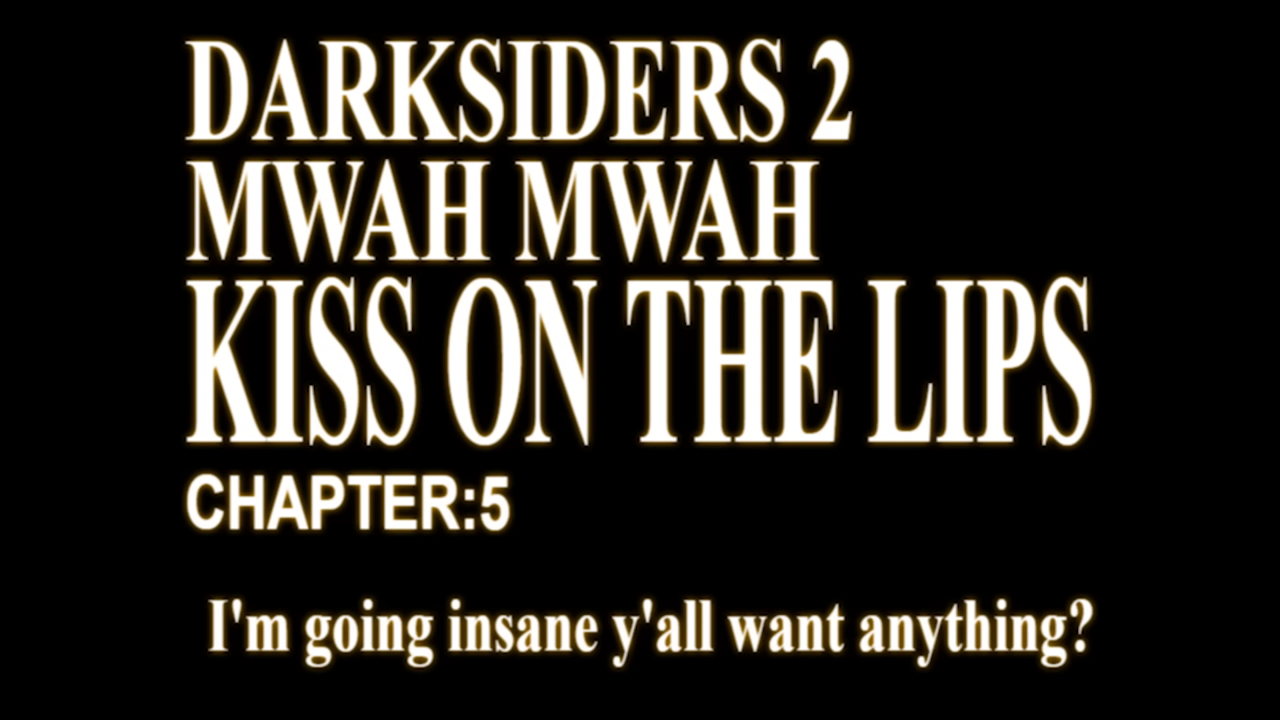 DARKSIDERS 2
MWAH MWAH
KISS ON THE LIPS
CHAPTER:5
I'm going insane y'all want anything?